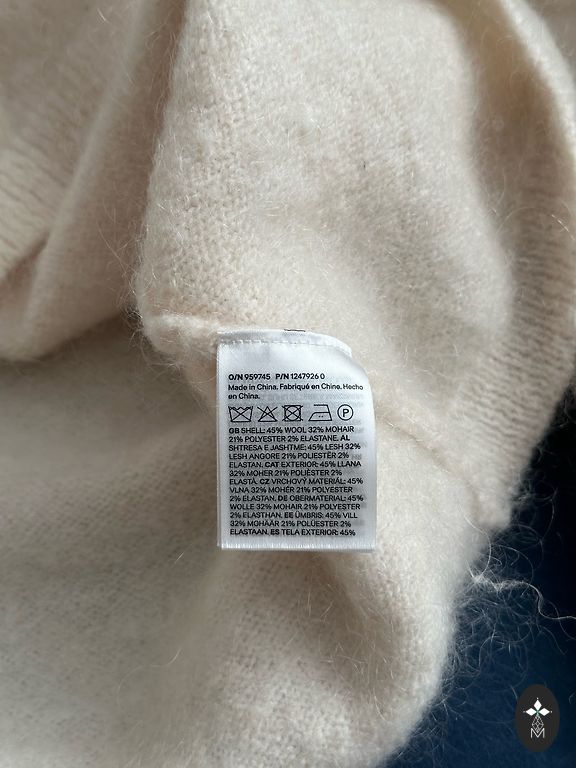 O/N 959745 P/N 1247926 0
Made in China, Fabriqué en Chine, Hecho
en China.
GB SHELL: 45% WOOL 32% MOHAIR
21% POLYESTER 2% ELASTANE. AL
SHTRESA E JASHTME: 45% LESH 32%
LESH ANGORE 21% POLIESTËR 2%
ELASTAN. CAT EXTERIOR: 45% LLANA
32% MOHER 21% POLIÈSTER 2%
ELASTÀ. CZ VRCHOVÝ MATERIÁL: 45%
VLNA 32% MOHÉR 21% POLYESTER
2% ELASTAN. DE OBERMATERIAL: 45%
WOLLE 32% MOHAIR 21% POLYESTER
2% ELASTHAN. EE ÜMBRIS: 45% VILL
32% MOHÄÄR 21% POLÜESTER 2%
ELASTAAN. ES TELA EXTERIOR: 45%
P
M